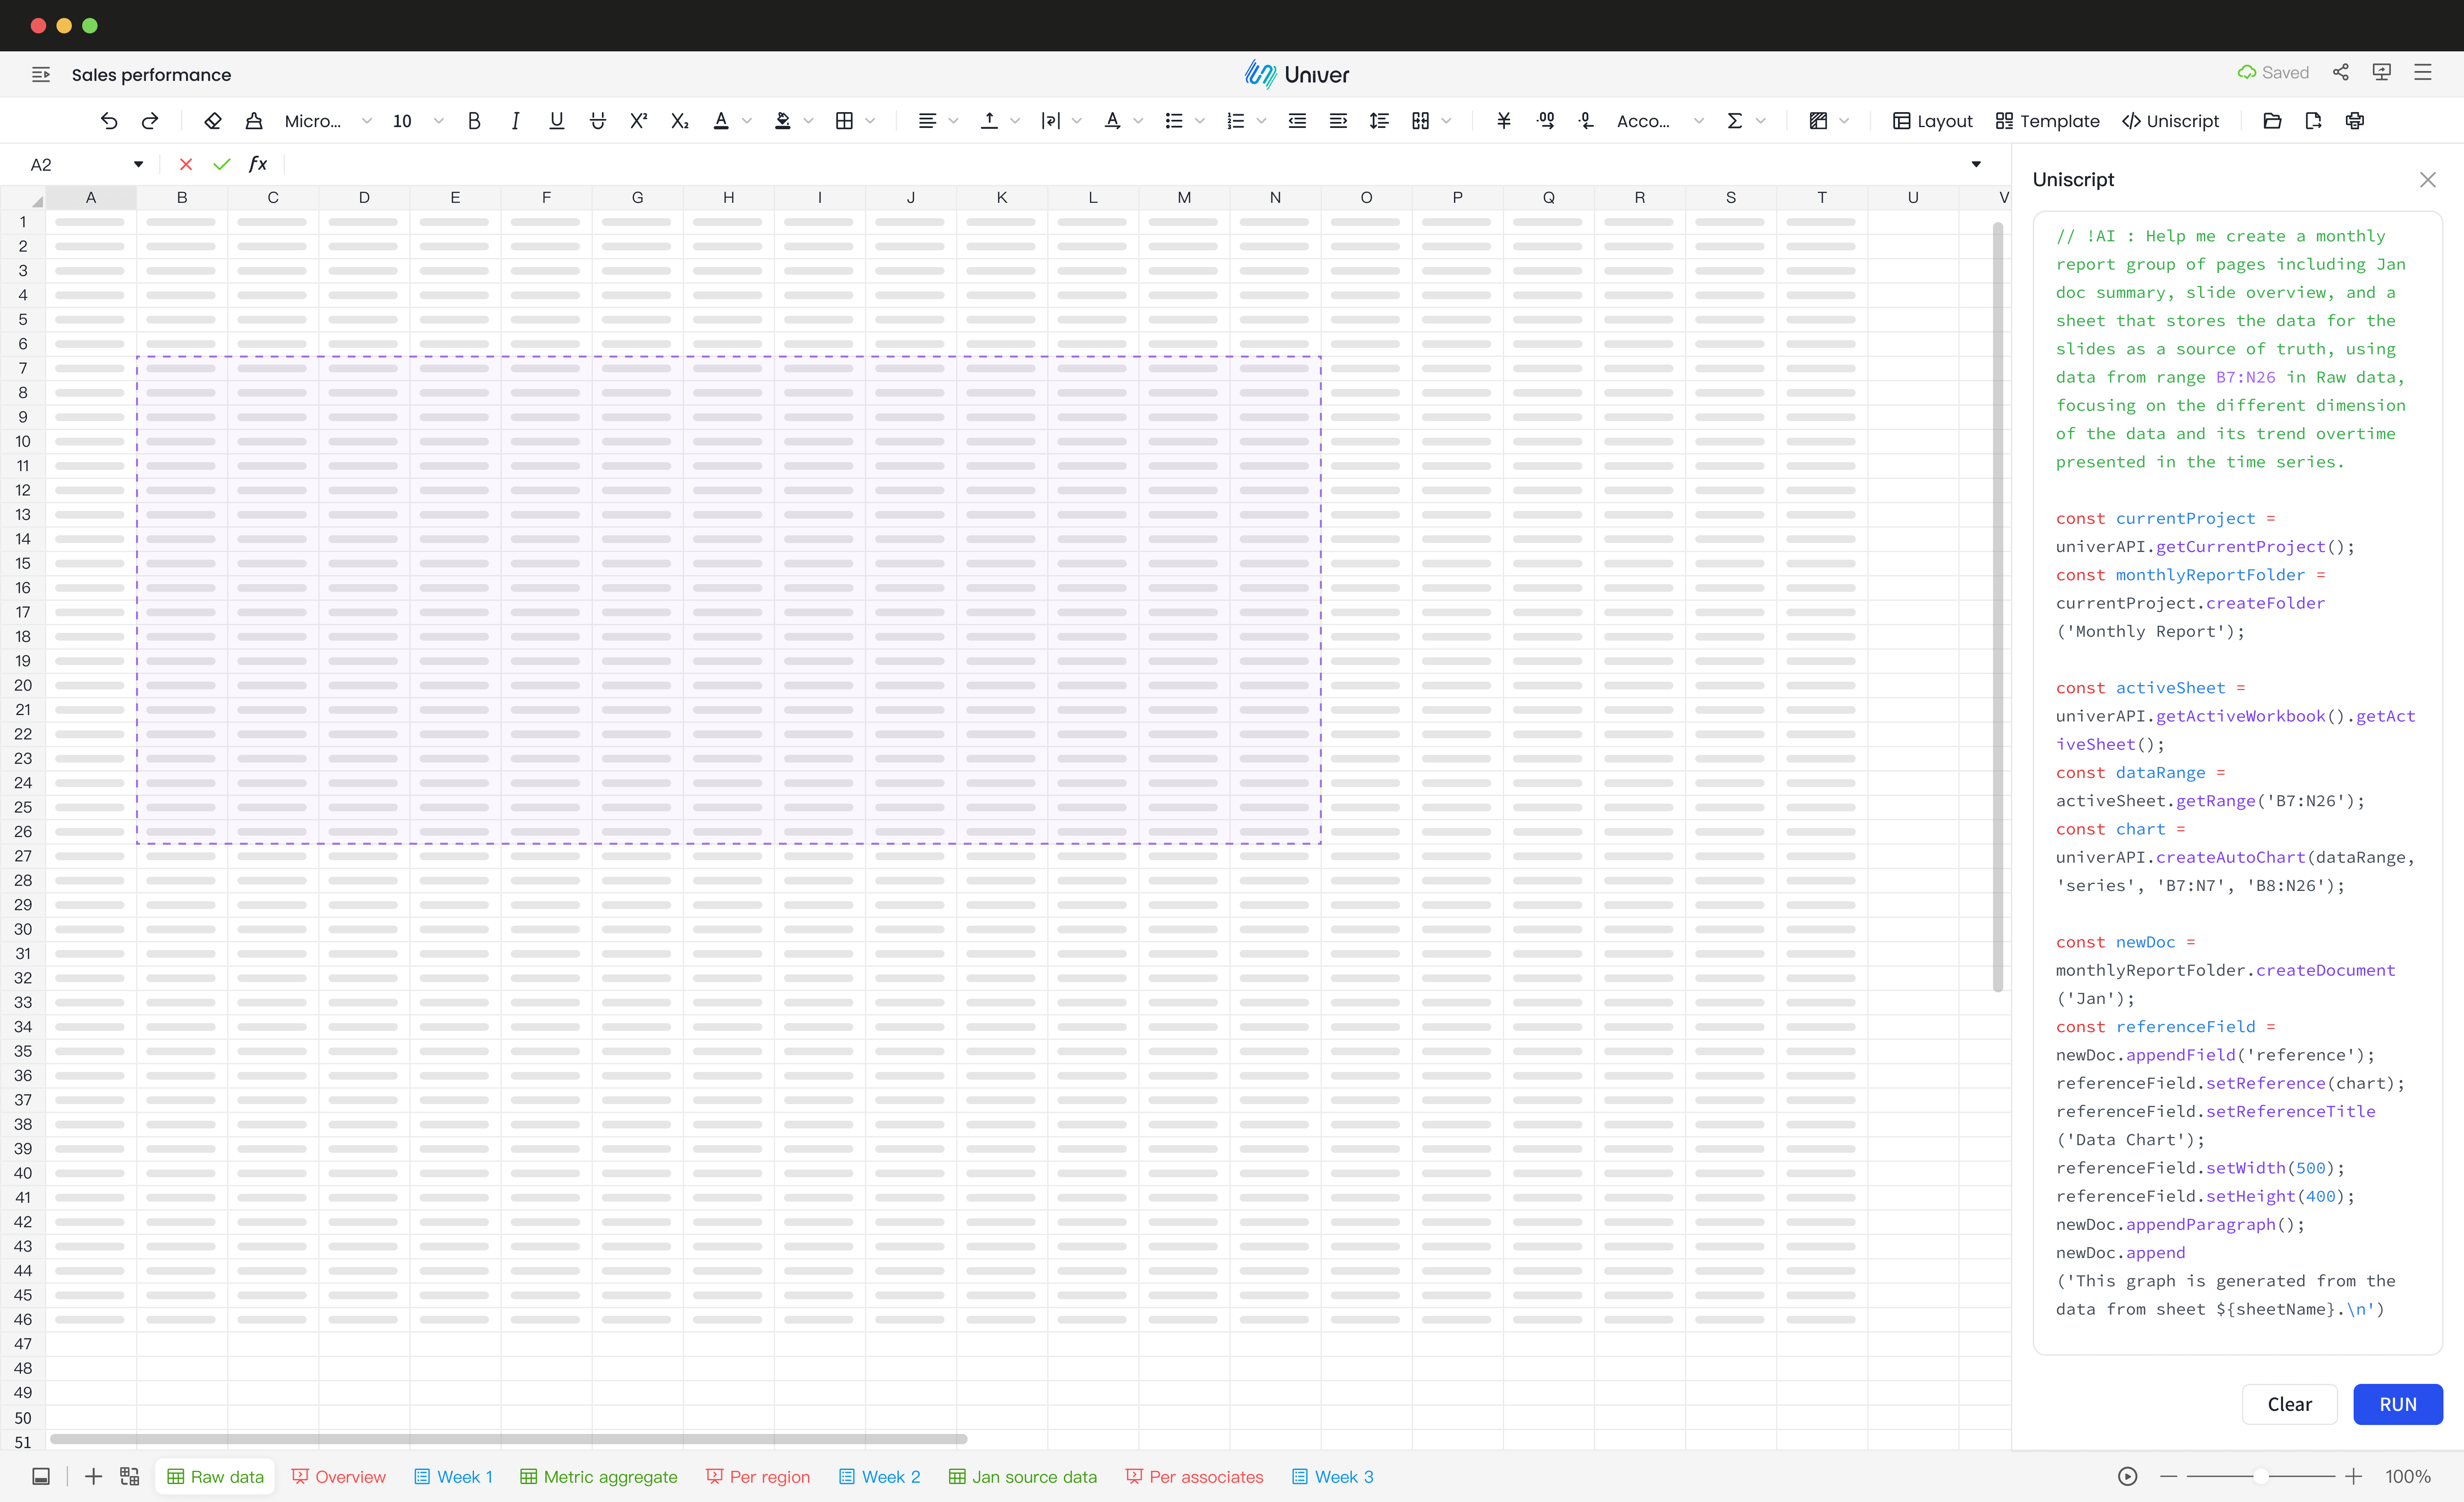 Sales performance
Univer
Saved
Micro...
10
B
I
U
X²
X₂
A
A
¥
.00
.0
Acco...
Σ
Layout
Template
Uniscript
A2
fx
A B C D E F G H I J K L M N O P Q R S T U V
1
2
3
4
5
6
7
8
9
10
11
12
13
14
15
16
17
18
19
20
21
22
23
24
25
26
27
28
29
30
31
32
33
34
35
36
37
38
39
40
41
42
43
44
45
46
47
48
49
50
51
Uniscript
// !AI : Help me create a monthly
report group of pages including Jan
doc summary, slide overview, and a
sheet that stores the data for the
slides as a source of truth, using
data from range B7:N26 in Raw data,
focusing on the different dimension
of the data and its trend overtime
presented in the time series.
const currentProject =
univerAPI.getCurrentProject();
const monthlyReportFolder =
currentProject.createFolder
('Monthly Report');
const activeSheet =
univerAPI.getActiveWorkbook().getAct
iveSheet();
const dataRange =
activeSheet.getRange('B7:N26');
const chart =
univerAPI.createAutoChart(dataRange,
'series', 'B7:N7', 'B8:N26');
const newDoc =
monthlyReportFolder.createDocument
('Jan');
const referenceField =
newDoc.appendField('reference');
referenceField.setReference(chart);
referenceField.setReferenceTitle
('Data Chart');
referenceField.setWidth(500);
referenceField.setHeight(400);
newDoc.appendParagraph();
newDoc.append
('This graph is generated from the
data from sheet ${sheetName}.\n')
Clear
RUN
Raw data
Overview
Week 1
Metric aggregate
Per region
Week 2
Jan source data
Per associates
Week 3
100%